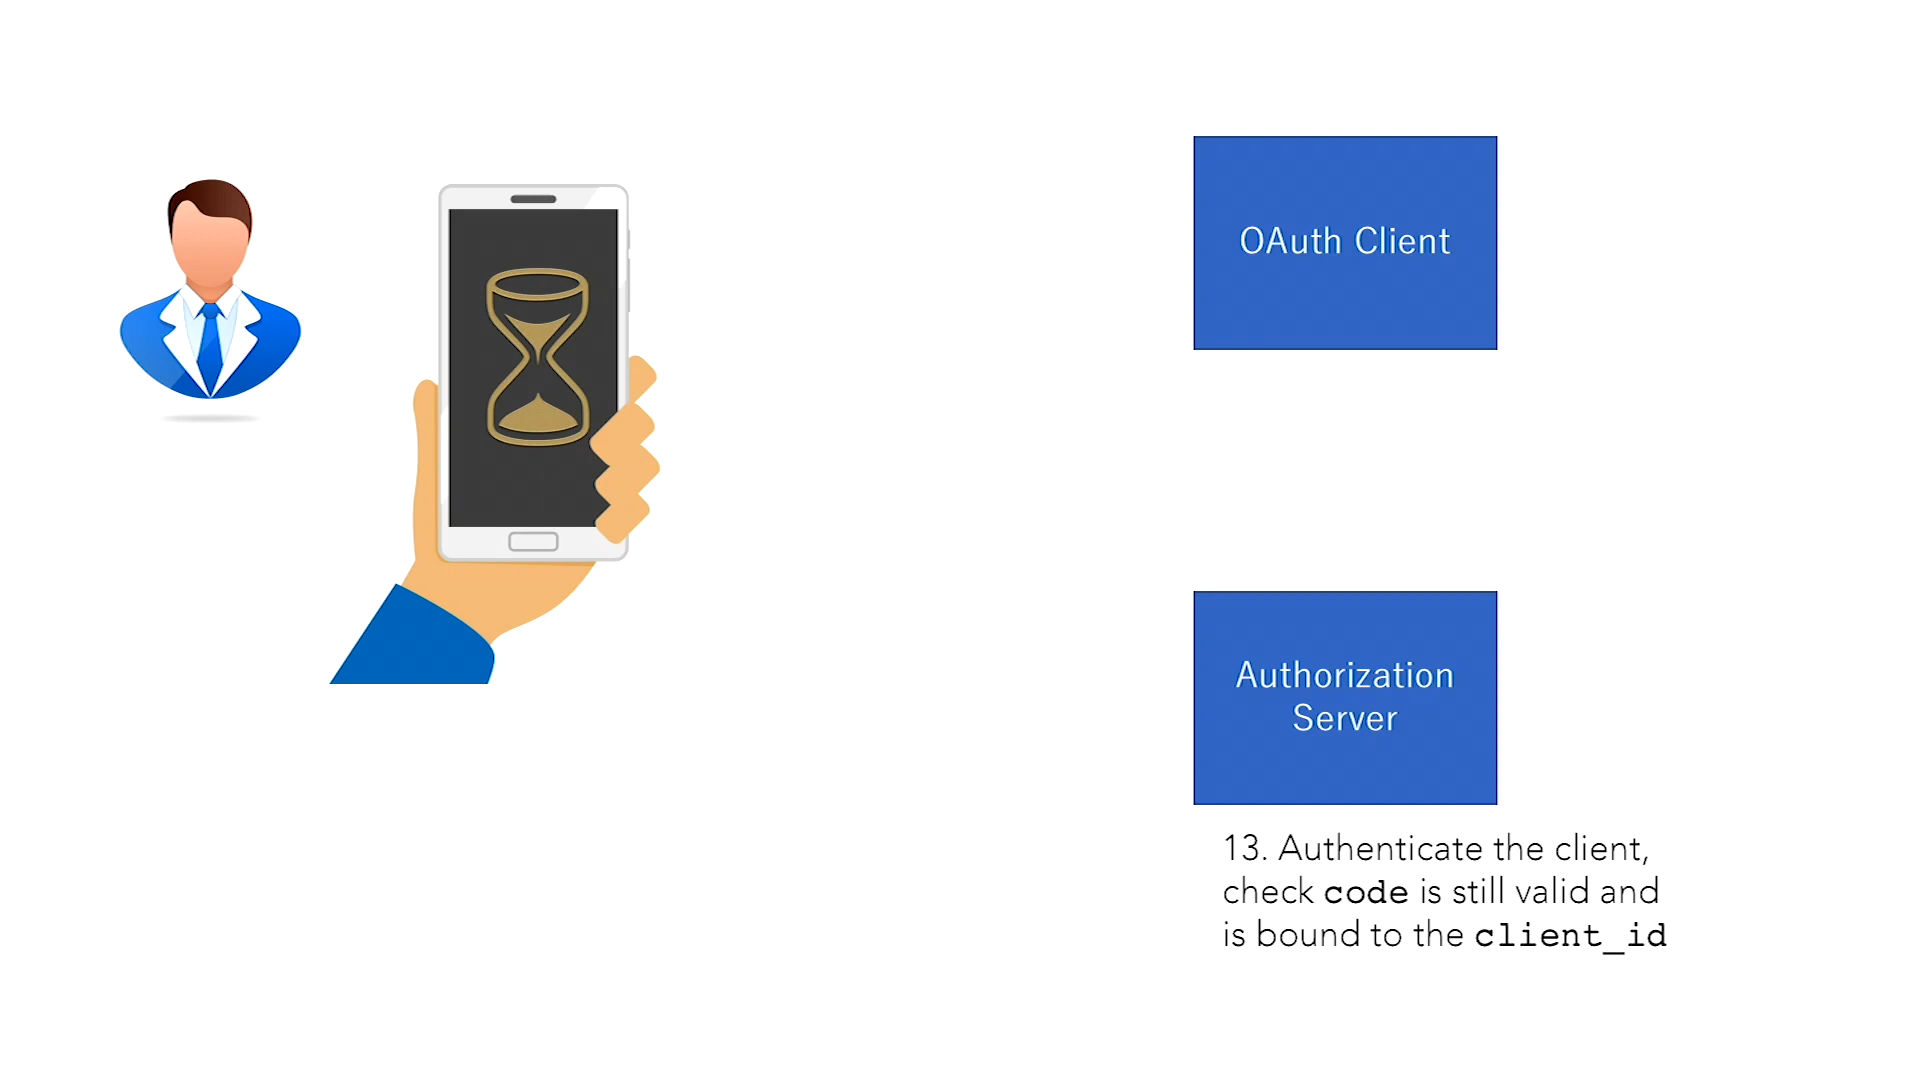 OAuth Client
Authorization
Server
13. Authenticate the client,
check code is still valid and
is bound to the client_id